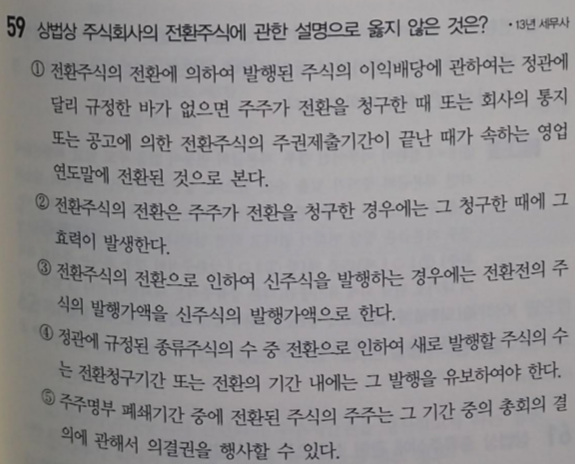 59 상법상 주식회사의 전환주식에 관한 설명으로 옳지 않은 것은? • 13년 세무사
① 전환주식의 전환에 의하여 발행된 주식의 이익배당에 관하여는 정관에
달리 규정한 바가 없으면 주주가 전환을 청구한 때 또는 회사의 통지
또는 공고에 의한 전환주식의 주권제출기간이 끝난 때가 속하는 영업
연도말에 전환된 것으로 본다.
② 전환주식의 전환은 주주가 전환을 청구한 경우에는 그 청구한 때에 그
효력이 발생한다.
③ 전환주식의 전환으로 인하여 신주식을 발행하는 경우에는 전환전의 주
식의 발행가액을 신주식의 발행가액으로 한다.
④ 정관에 규정된 종류주식의 수 중 전환으로 인하여 새로 발행할 주식의 수
는 전환청구기간 또는 전환의 기간 내에는 그 발행을 유보하여야 한다.
⑤ 주주명부 폐쇄기간 중에 전환된 주식의 주주는 그 기간 중의 총회의 결
의에 관해서 의결권을 행사할 수 있다.